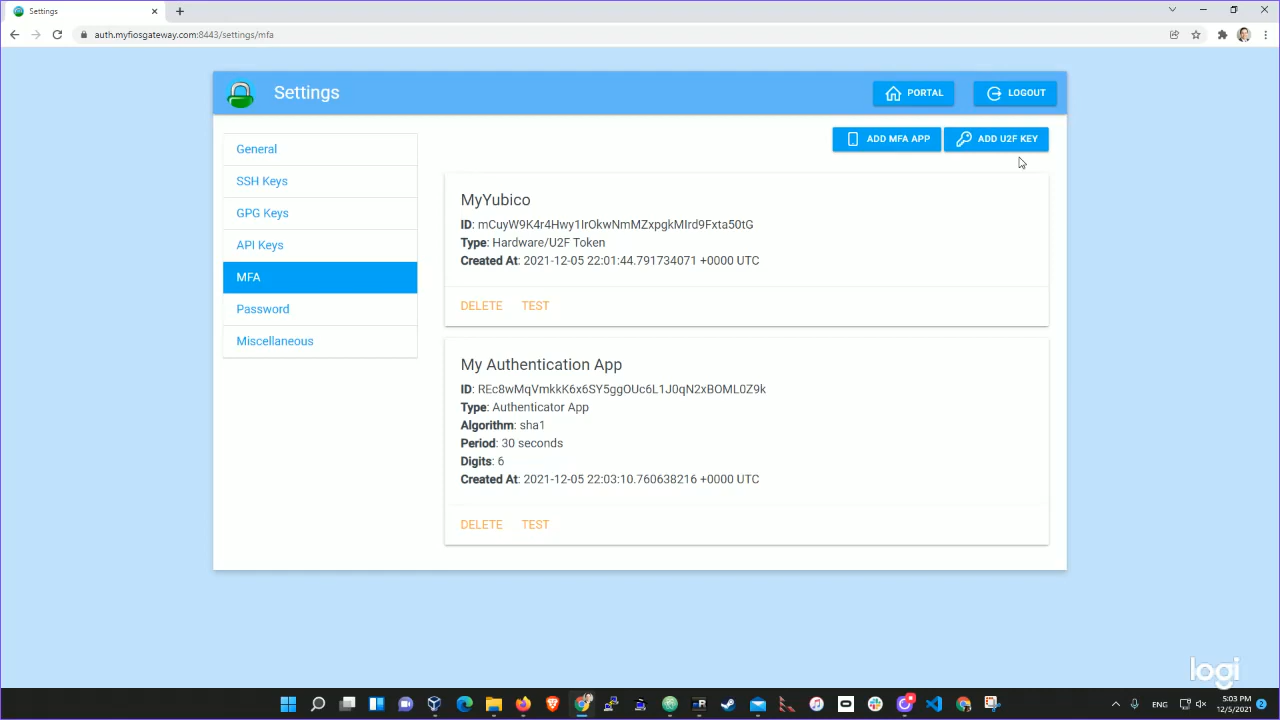 Settings
auth.myfiosgateway.com:8443/settings/mfa
Settings
PORTAL
LOGOUT
ADD MFA APP
ADD U2F KEY
General
SSH Keys
GPG Keys
API Keys
MFA
Password
Miscellaneous
MyYubico
ID: mCuyW9K4r4Hwy1IrOkwNmMZxpgkMIrd9Fxta50tG
Type: Hardware/U2F Token
Created At: 2021-12-05 22:01:44.791734071 +0000 UTC
DELETE TEST
My Authentication App
ID: REc8wMqVmkkK6x6SY5ggOUc6L1J0qN2xBOML0Z9k
Type: Authenticator App
Algorithm: sha1
Period: 30 seconds
Digits: 6
Created At: 2021-12-05 22:03:10.760638216 +0000 UTC
DELETE TEST
logi
ENG
5:03 PM
12/5/2021
2